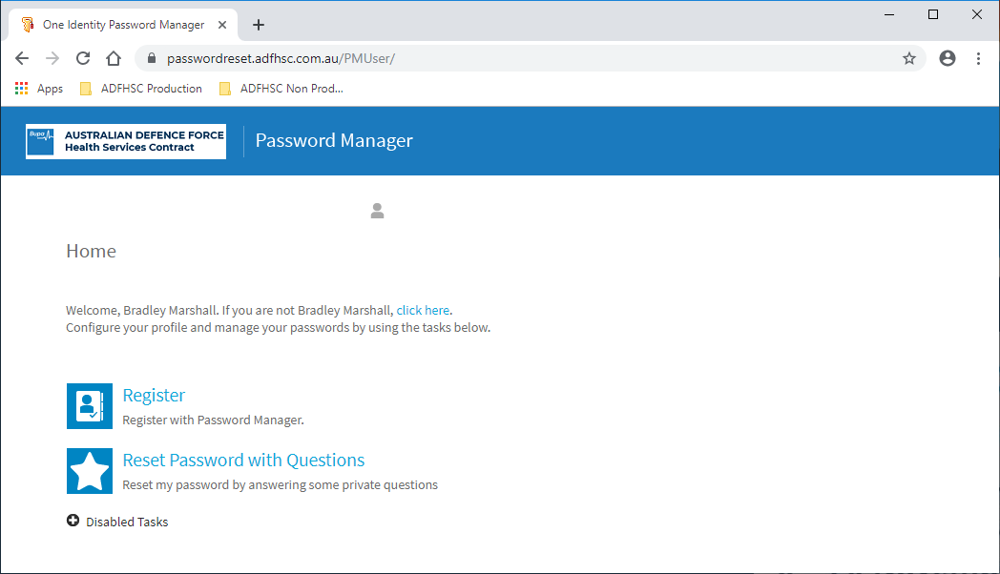 One Identity Password Manager
passwordreset.adfhsc.com.au/PMUser/
Apps ADFHSC Production ADFHSC Non Prod...
Bupa
AUSTRALIAN DEFENCE FORCE
Health Services Contract
Password Manager
Home
Welcome, Bradley Marshall. If you are not Bradley Marshall, click here.
Configure your profile and manage your passwords by using the tasks below.
Register
Register with Password Manager.
Reset Password with Questions
Reset my password by answering some private questions
Disabled Tasks